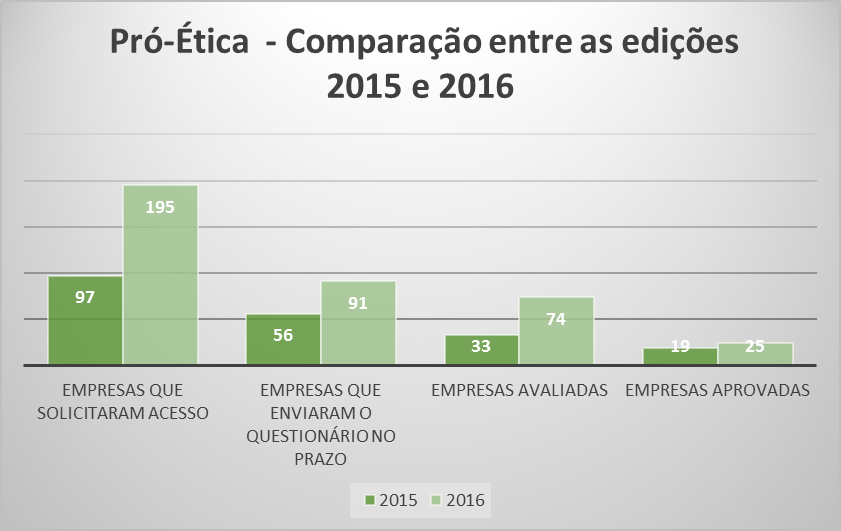 Pró-Ética - Comparação entre as edições
2015 e 2016
195
97
91
56
74
33
19
25
EMPRESAS QUE
SOLICITARAM ACESSO
EMPRESAS QUE
ENVIARAM O
QUESTIONÁRIO NO
PRAZO
EMPRESAS AVALIADAS
EMPRESAS APROVADAS
2015
2016